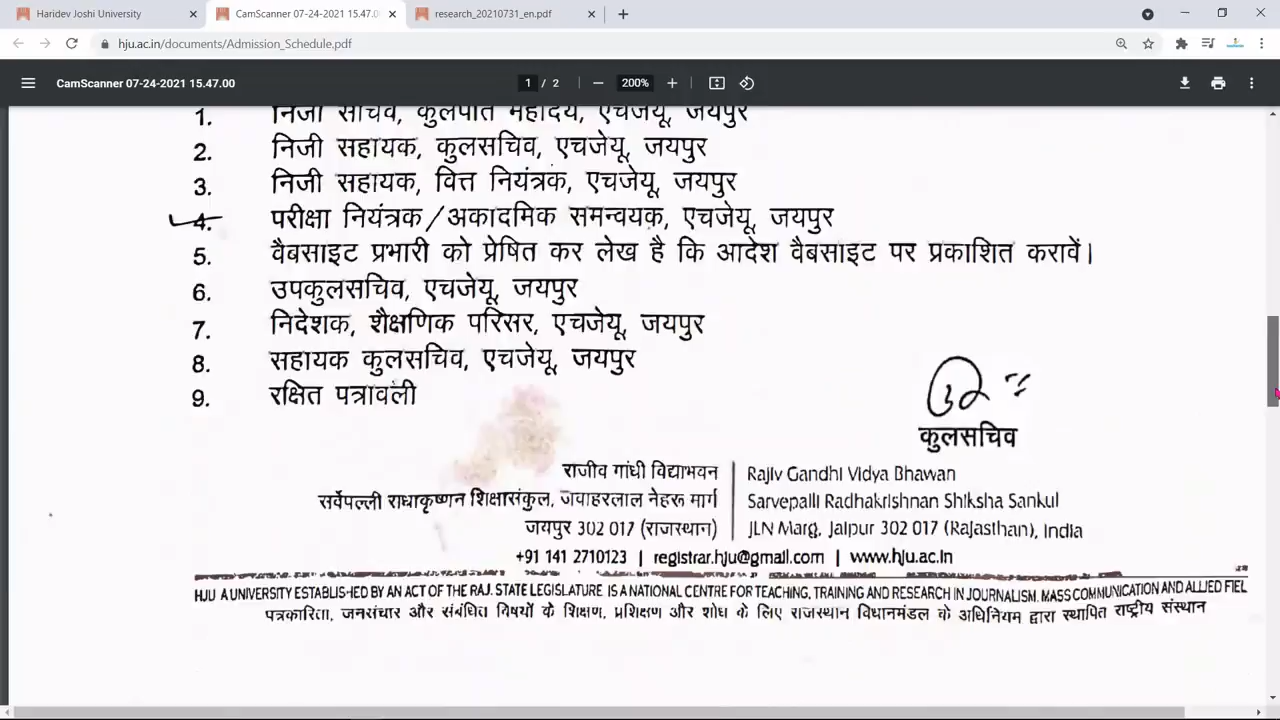 Haridev Joshi University
CamScanner 07-24-2021 15.47.0
research_20210731_en.pdf
hju.ac.in/documents/Admission_Schedule.pdf
CamScanner 07-24-2021 15.47.00
1 / 2
200%
1. निजी सचिव, कुलपति महोदय, एचजेयू, जयपुर
2. निजी सहायक, कुलसचिव, एचजेयू, जयपुर
3. निजी सहायक, वित्त नियंत्रक, एचजेयू, जयपुर
4. परीक्षा नियंत्रक/अकादमिक समन्वयक, एचजेयू, जयपुर
5. वैबसाइट प्रभारी को प्रेषित कर लेख है कि आदेश वैबसाइट पर प्रकाशित करावें।
6. उपकुलसचिव, एचजेयू, जयपुर
7. निदेशक, शैक्षणिक परिसर, एचजेयू, जयपुर
8. सहायक कुलसचिव, एचजेयू, जयपुर
9. रक्षित पत्रावली
कुलसचिव
राजीव गांधी विद्याभवन | Rajiv Gandhi Vidya Bhawan
सर्वेपल्ली राधाकृष्णन शिक्षासंकुल, जवाहरलाल नेहरू मार्ग | Sarvepalli Radhakrishnan Shiksha Sankul
जयपुर 302 017 (राजस्थान) | JLN Marg, Jaipur 302 017 (Rajasthan), India
+91 141 2710123 | registrar.hju@gmail.com | www.hju.ac.in
HJU A UNIVERSITY ESTABLISHED BY AN ACT OF THE RAJ. STATE LEGISLATURE IS A NATIONAL CENTRE FOR TEACHING, TRAINING AND RESEARCH IN JOURNALISM, MASS COMMUNICATION AND ALLIED FIEL
पत्रकारिता, जनसंचार और संबंधित विषयों के शिक्षण, प्रशिक्षण और शोध के लिए राजस्थान विधानमंडल के अधिनियम द्वारा स्थापित राष्ट्रीय संस्थान